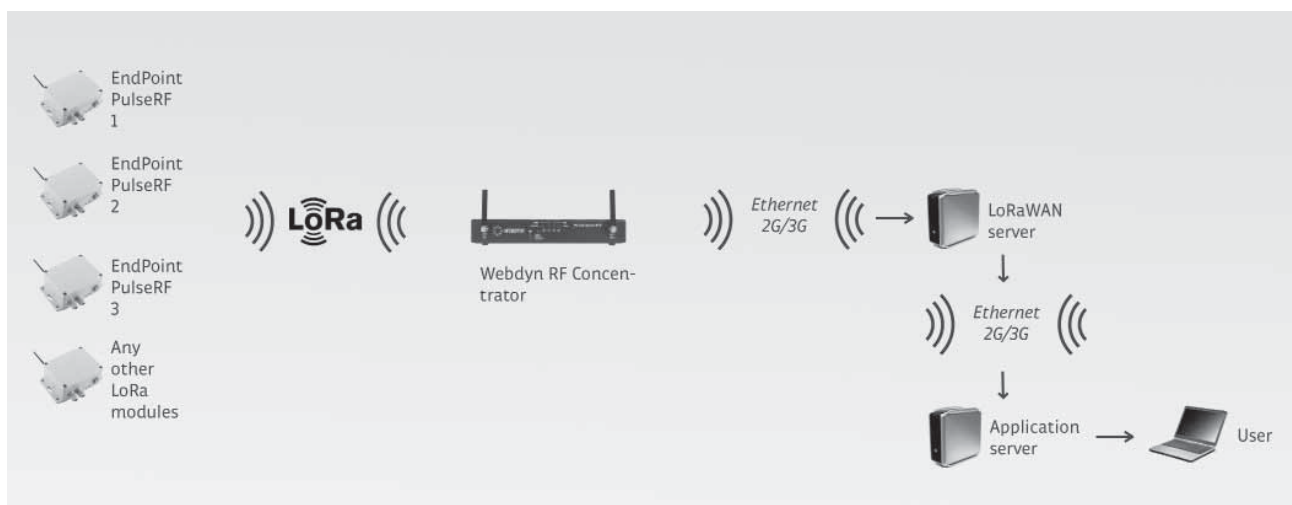 EndPoint
PulseRF
1
EndPoint
PulseRF
2
EndPoint
PulseRF
3
Any
other
LoRa
modules
LoRa
Webdyn RF Concen-
trator
Ethernet
2G/3G
LoRaWAN
server
Ethernet
2G/3G
Application
server
User